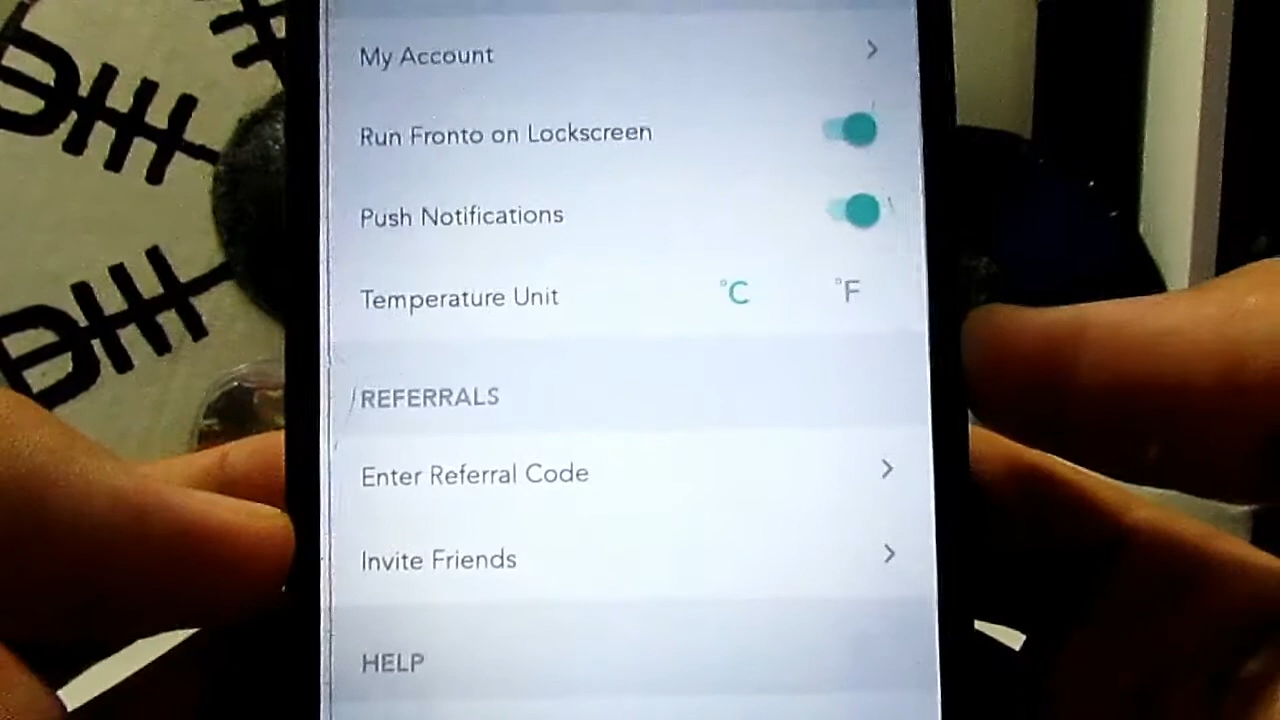 My Account
Run Fronto on Lockscreen
Push Notifications
Temperature Unit °C °F
REFERRALS
Enter Referral Code
Invite Friends
HELP